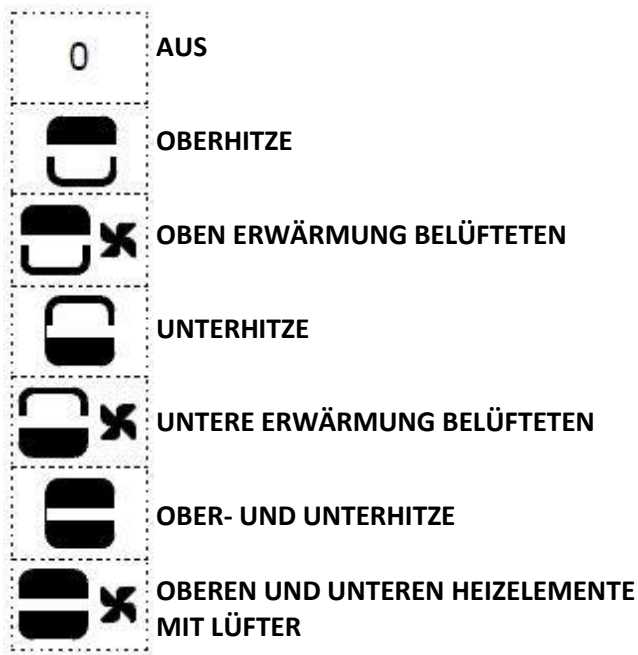 0 AUS
OBERHITZE
OBEN ERWÄRMUNG BELÜFTETEN
UNTERHITZE
UNTERE ERWÄRMUNG BELÜFTETEN
OBER- UND UNTERHITZE
OBEREN UND UNTEREN HEIZELEMENTE
MIT LÜFTER